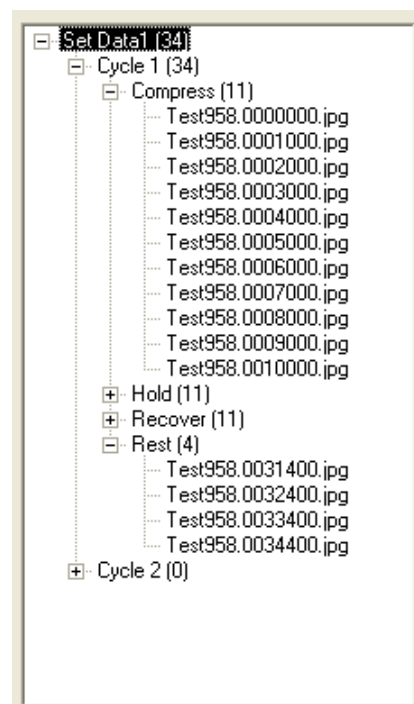 Set Data1 (34)
Cycle 1 (34)
Compress (11)
Test958.0000000.jpg
Test958.0001000.jpg
Test958.0002000.jpg
Test958.0003000.jpg
Test958.0004000.jpg
Test958.0005000.jpg
Test958.0006000.jpg
Test958.0007000.jpg
Test958.0008000.jpg
Test958.0009000.jpg
Test958.0010000.jpg
Hold (11)
Recover (11)
Rest (4)
Test958.0031400.jpg
Test958.0032400.jpg
Test958.0033400.jpg
Test958.0034400.jpg
Cycle 2 (0)